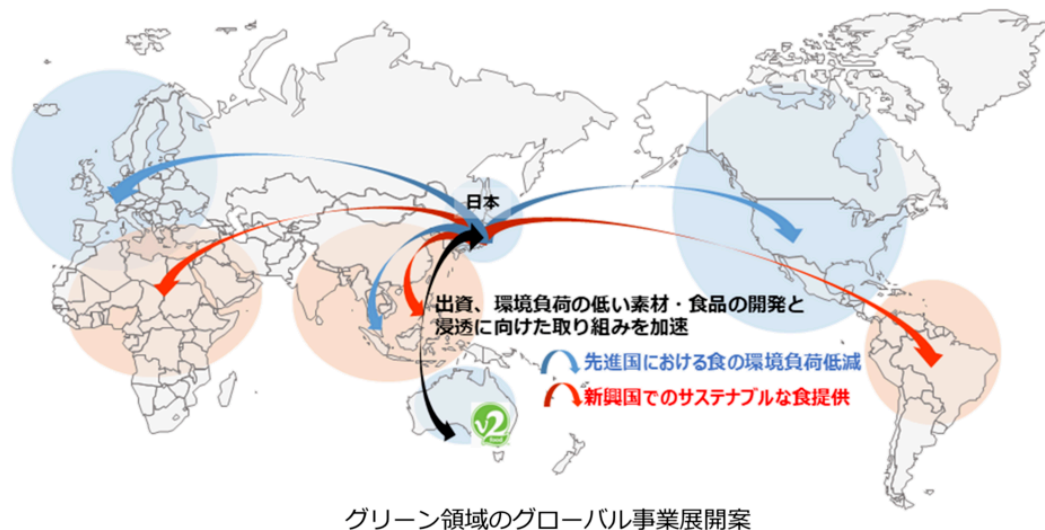 日本
出資、環境負荷の低い素材・食品の開発と
浸透に向けた取り組みを加速
先進国における食の環境負荷低減
新興国でのサステナブルな食提供
v2
food
グリーン領域のグローバル事業展開案